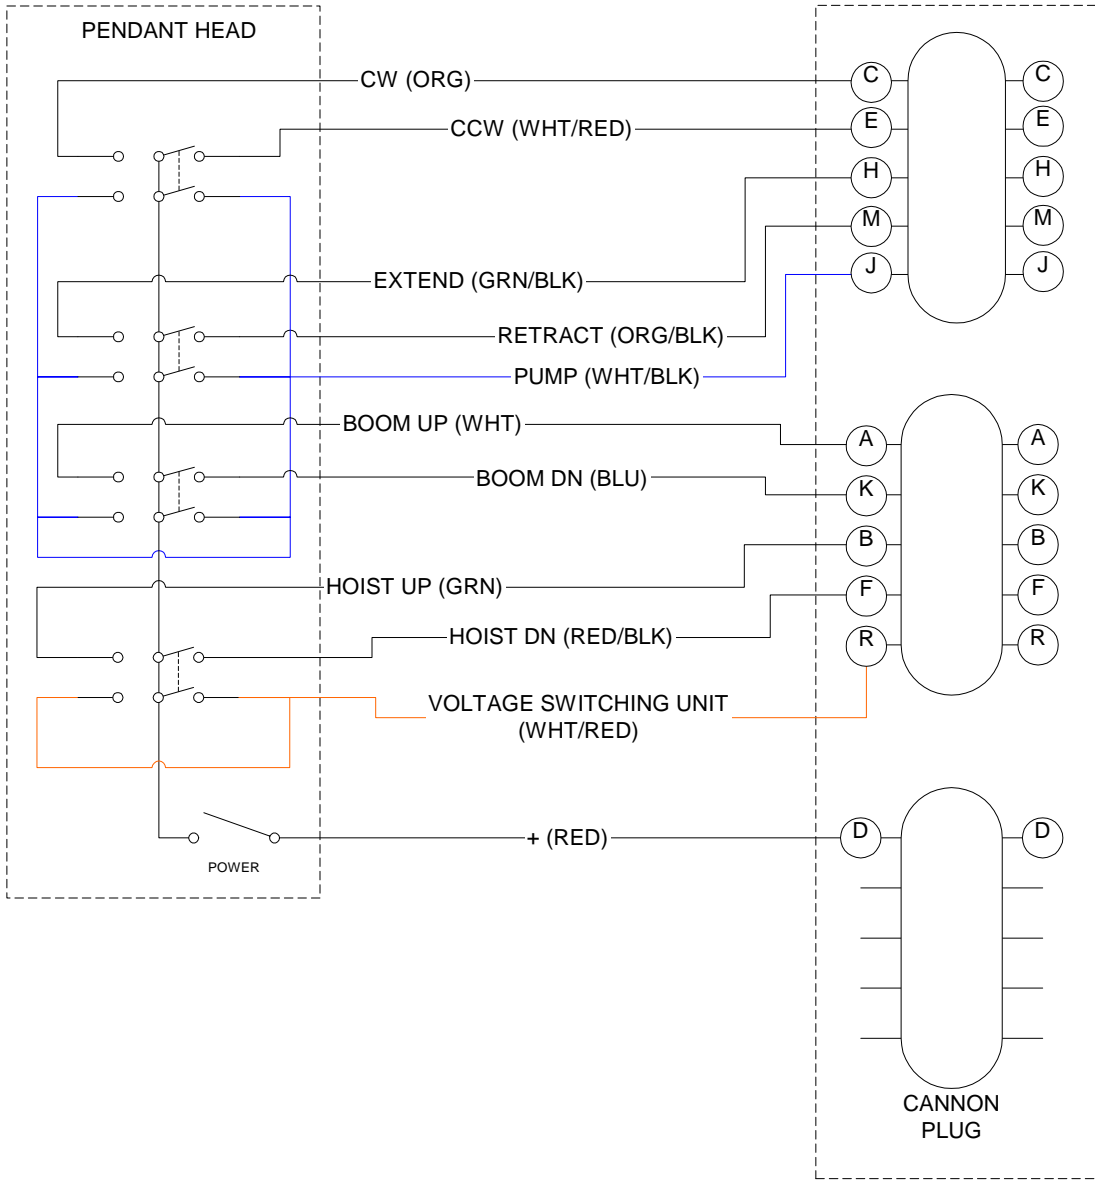 PENDANT HEAD
CW (ORG)
C
C
CCW (WHT/RED)
E
E
H
H
M
M
EXTEND (GRN/BLK)
J
J
RETRACT (ORG/BLK)
PUMP (WHT/BLK)
BOOM UP (WHT)
A
A
BOOM DN (BLU)
K
K
B
B
HOIST UP (GRN)
F
F
HOIST DN (RED/BLK)
R
R
VOLTAGE SWITCHING UNIT
(WHT/RED)
+ (RED)
D
D
POWER
CANNON
PLUG